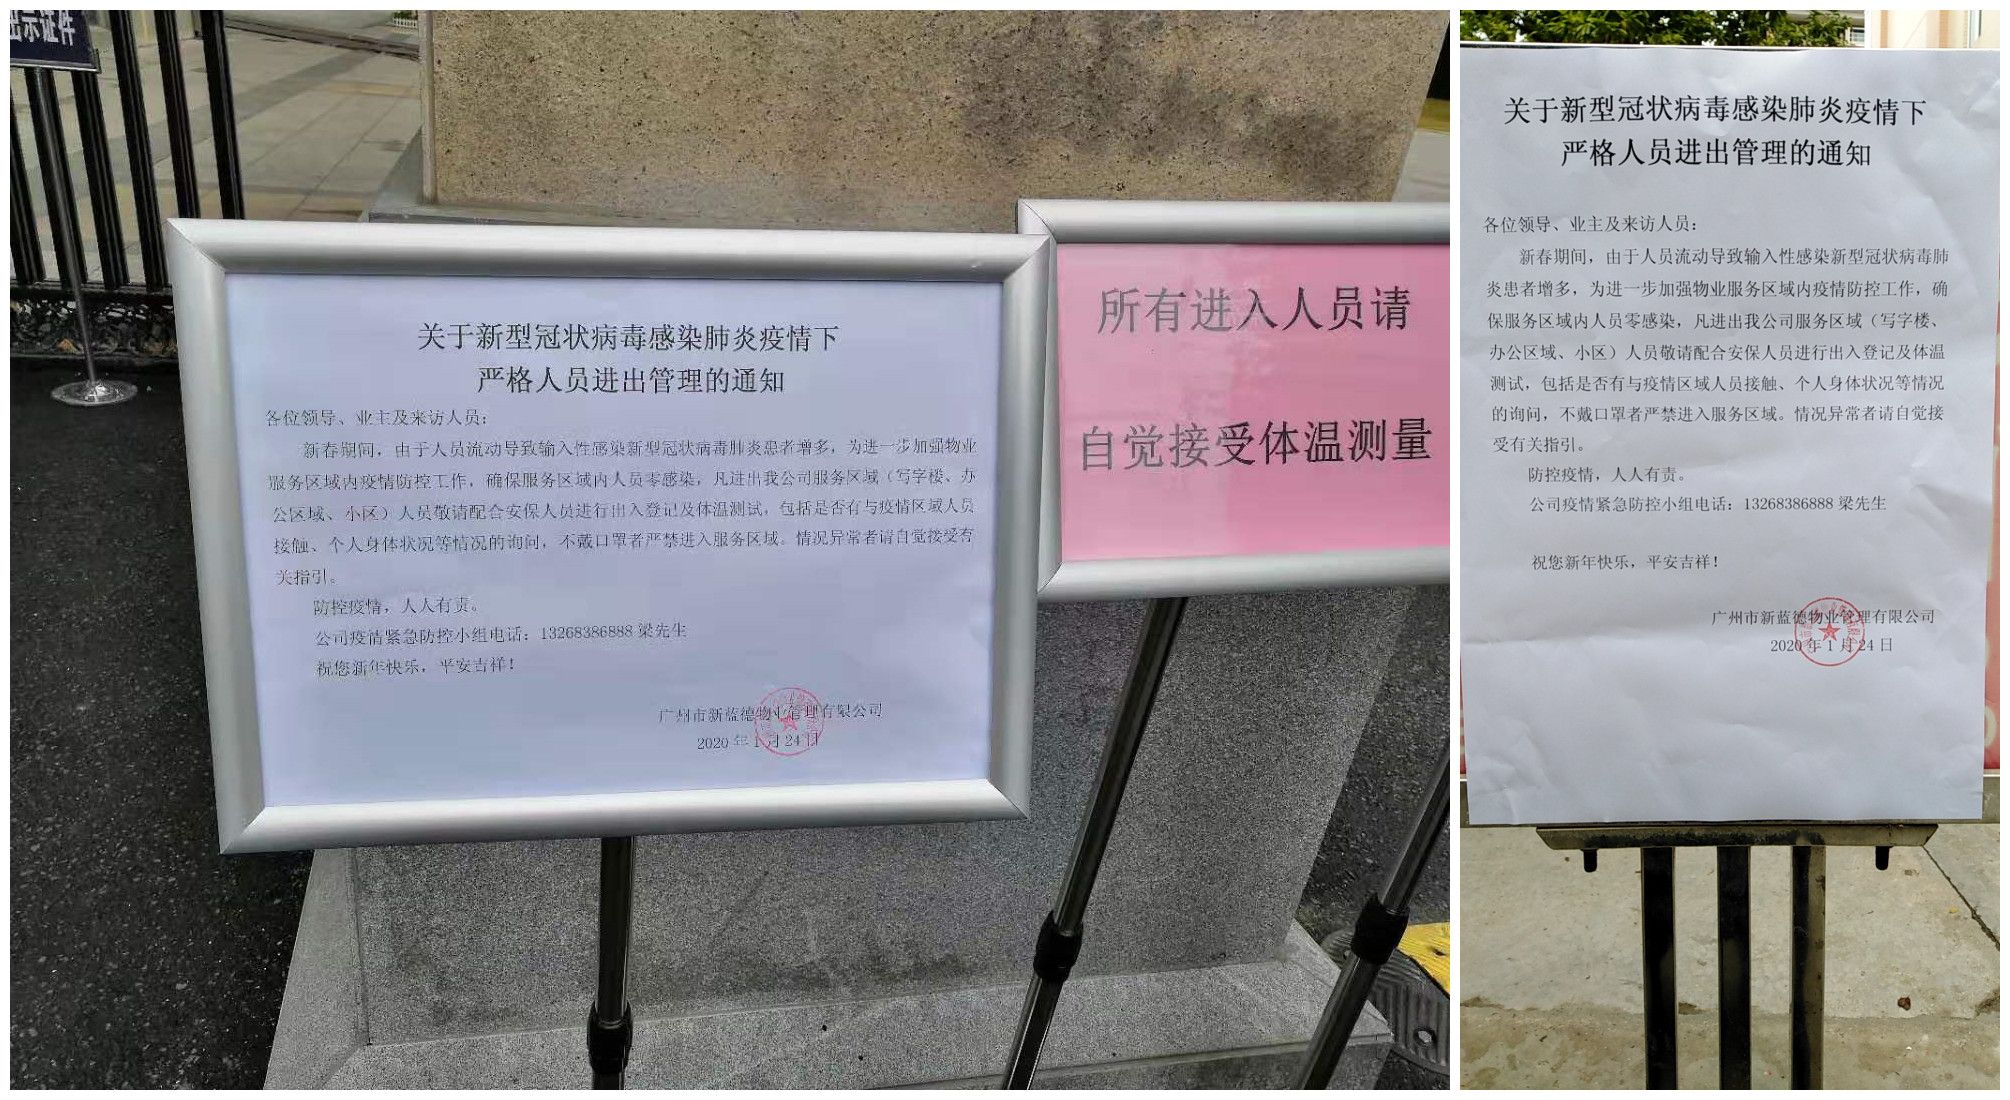 出示证件
关于新型冠状病毒感染肺炎疫情下
严格人员进出管理的通知
各位领导、业主及来访人员：
新春期间，由于人员流动导致输入性感染新型冠状病毒肺炎患者增多，为进一步加强物业
服务区域内疫情防控工作，确保服务区域内人员零感染，凡进出我公司服务区域（写字楼、办
公区域、小区）人员敬请配合安保人员进行出入登记及体温测试，包括是否有与疫情区域人员
接触、个人身体状况等情况的询问，不戴口罩者严禁进入服务区域。情况异常者请自觉接受有
关指引。
防控疫情，人人有责。
公司疫情紧急防控小组电话：13268386888 梁先生
祝您新年快乐，平安吉祥！
广州市新蓝德物业管理有限公司
2020 年 1 月 24 日
所有进入人员请
自觉接受体温测量
关于新型冠状病毒感染肺炎疫情下
严格人员进出管理的通知
各位领导、业主及来访人员：
新春期间，由于人员流动导致输入性感染新型冠状病毒肺
炎患者增多，为进一步加强物业服务区域内疫情防控工作，确
保服务区域内人员零感染，凡进出我公司服务区域（写字楼、
办公区域、小区）人员敬请配合安保人员进行出入登记及体温
测试，包括是否有与疫情区域人员接触、个人身体状况等情况
的询问，不戴口罩者严禁进入服务区域。情况异常者请自觉接
受有关指引。
防控疫情，人人有责。
公司疫情紧急防控小组电话：13268386888 梁先生
祝您新年快乐，平安吉祥！
广州市新蓝德物业管理有限公司
2020 年 1 月 24 日